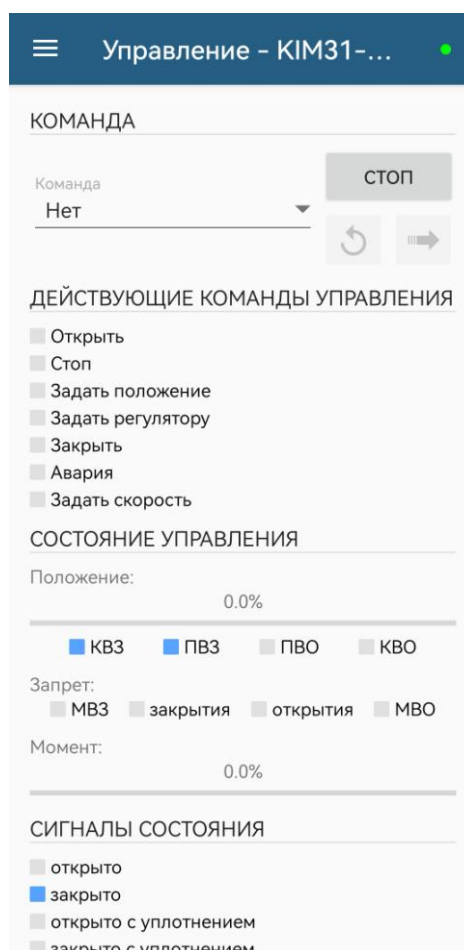 Управление - KIM31-...
КОМАНДА
Команда
Нет
СТОП
ДЕЙСТВУЮЩИЕ КОМАНДЫ УПРАВЛЕНИЯ
Открыть
Стоп
Задать положение
Задать регулятору
Закрыть
Авария
Задать скорость
СОСТОЯНИЕ УПРАВЛЕНИЯ
Положение:
0.0%
КВЗ ПВЗ ПВО КВО
Запрет:
МВЗ закрытия открытия МВО
Момент:
0.0%
СИГНАЛЫ СОСТОЯНИЯ
открыто
закрыто
открыто с уплотнением
закрыто с уплотнением